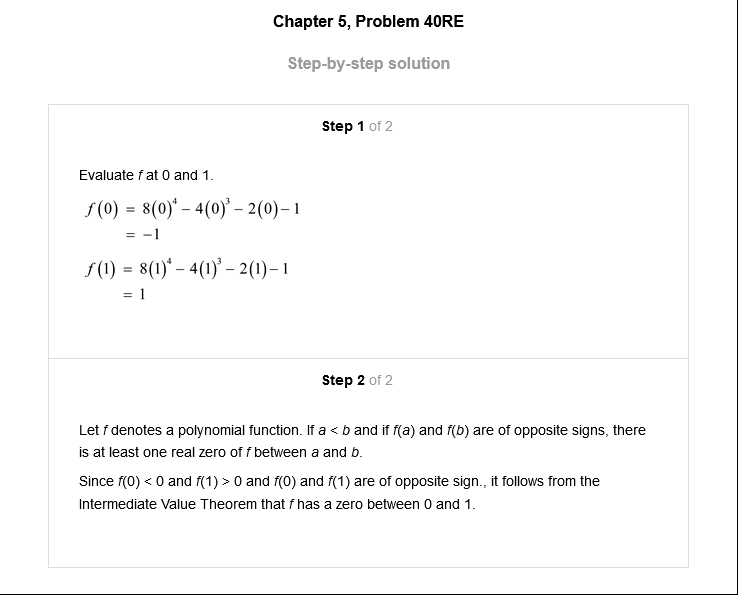 Chapter 5, Problem 40RE
Step-by-step solution
Step 1 of 2
Evaluate f at 0 and 1.
f(0) = 8(0)⁴ – 4(0)³ – 2(0) – 1
= –1
f(1) = 8(1)⁴ – 4(1)³ – 2(1) – 1
= 1
Step 2 of 2
Let f denotes a polynomial function. If a < b and if f(a) and f(b) are of opposite signs, there
is at least one real zero of f between a and b.
Since f(0) < 0 and f(1) > 0 and f(0) and f(1) are of opposite sign., it follows from the
Intermediate Value Theorem that f has a zero between 0 and 1.